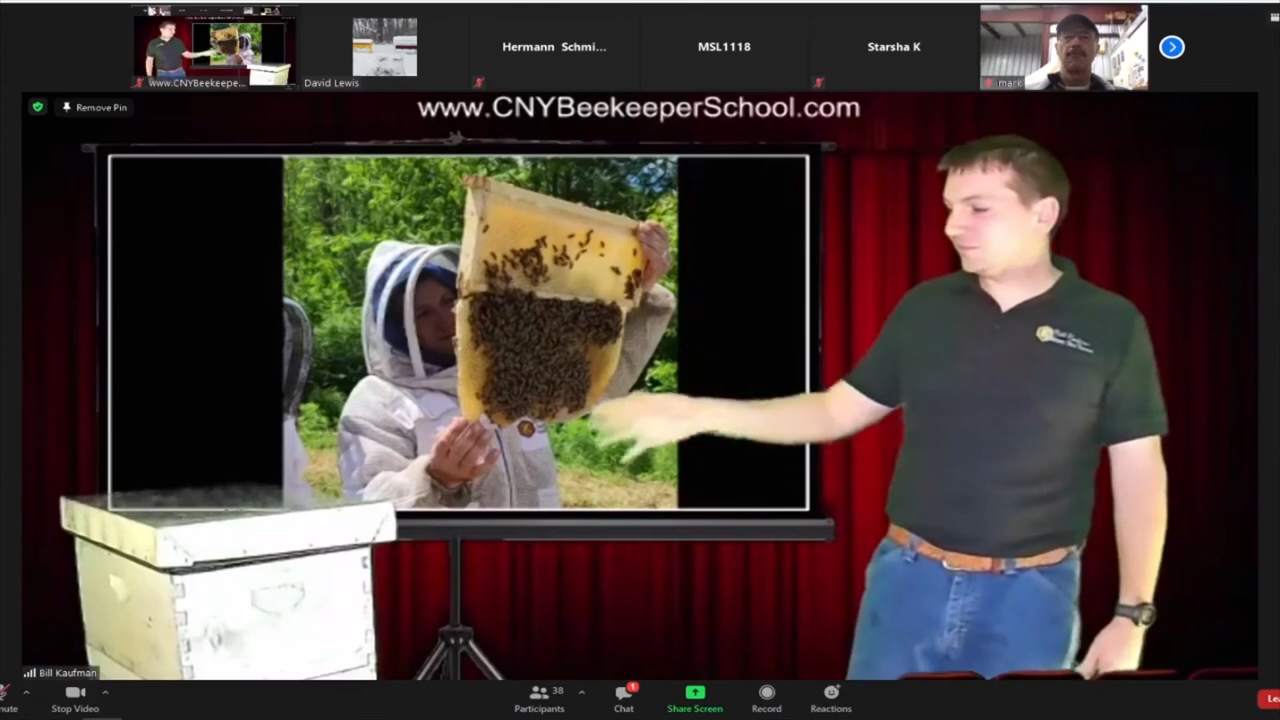 www.CNYBeekeepe...
David Lewis
Hermann Schmi...
MSL1118
Starsha K
mark
Remove Pin
www.CNYBeekeeperSchool.com
Bill Kaufman
Stop Video
Participants
38
Chat
1
Share Screen
Record
Reactions